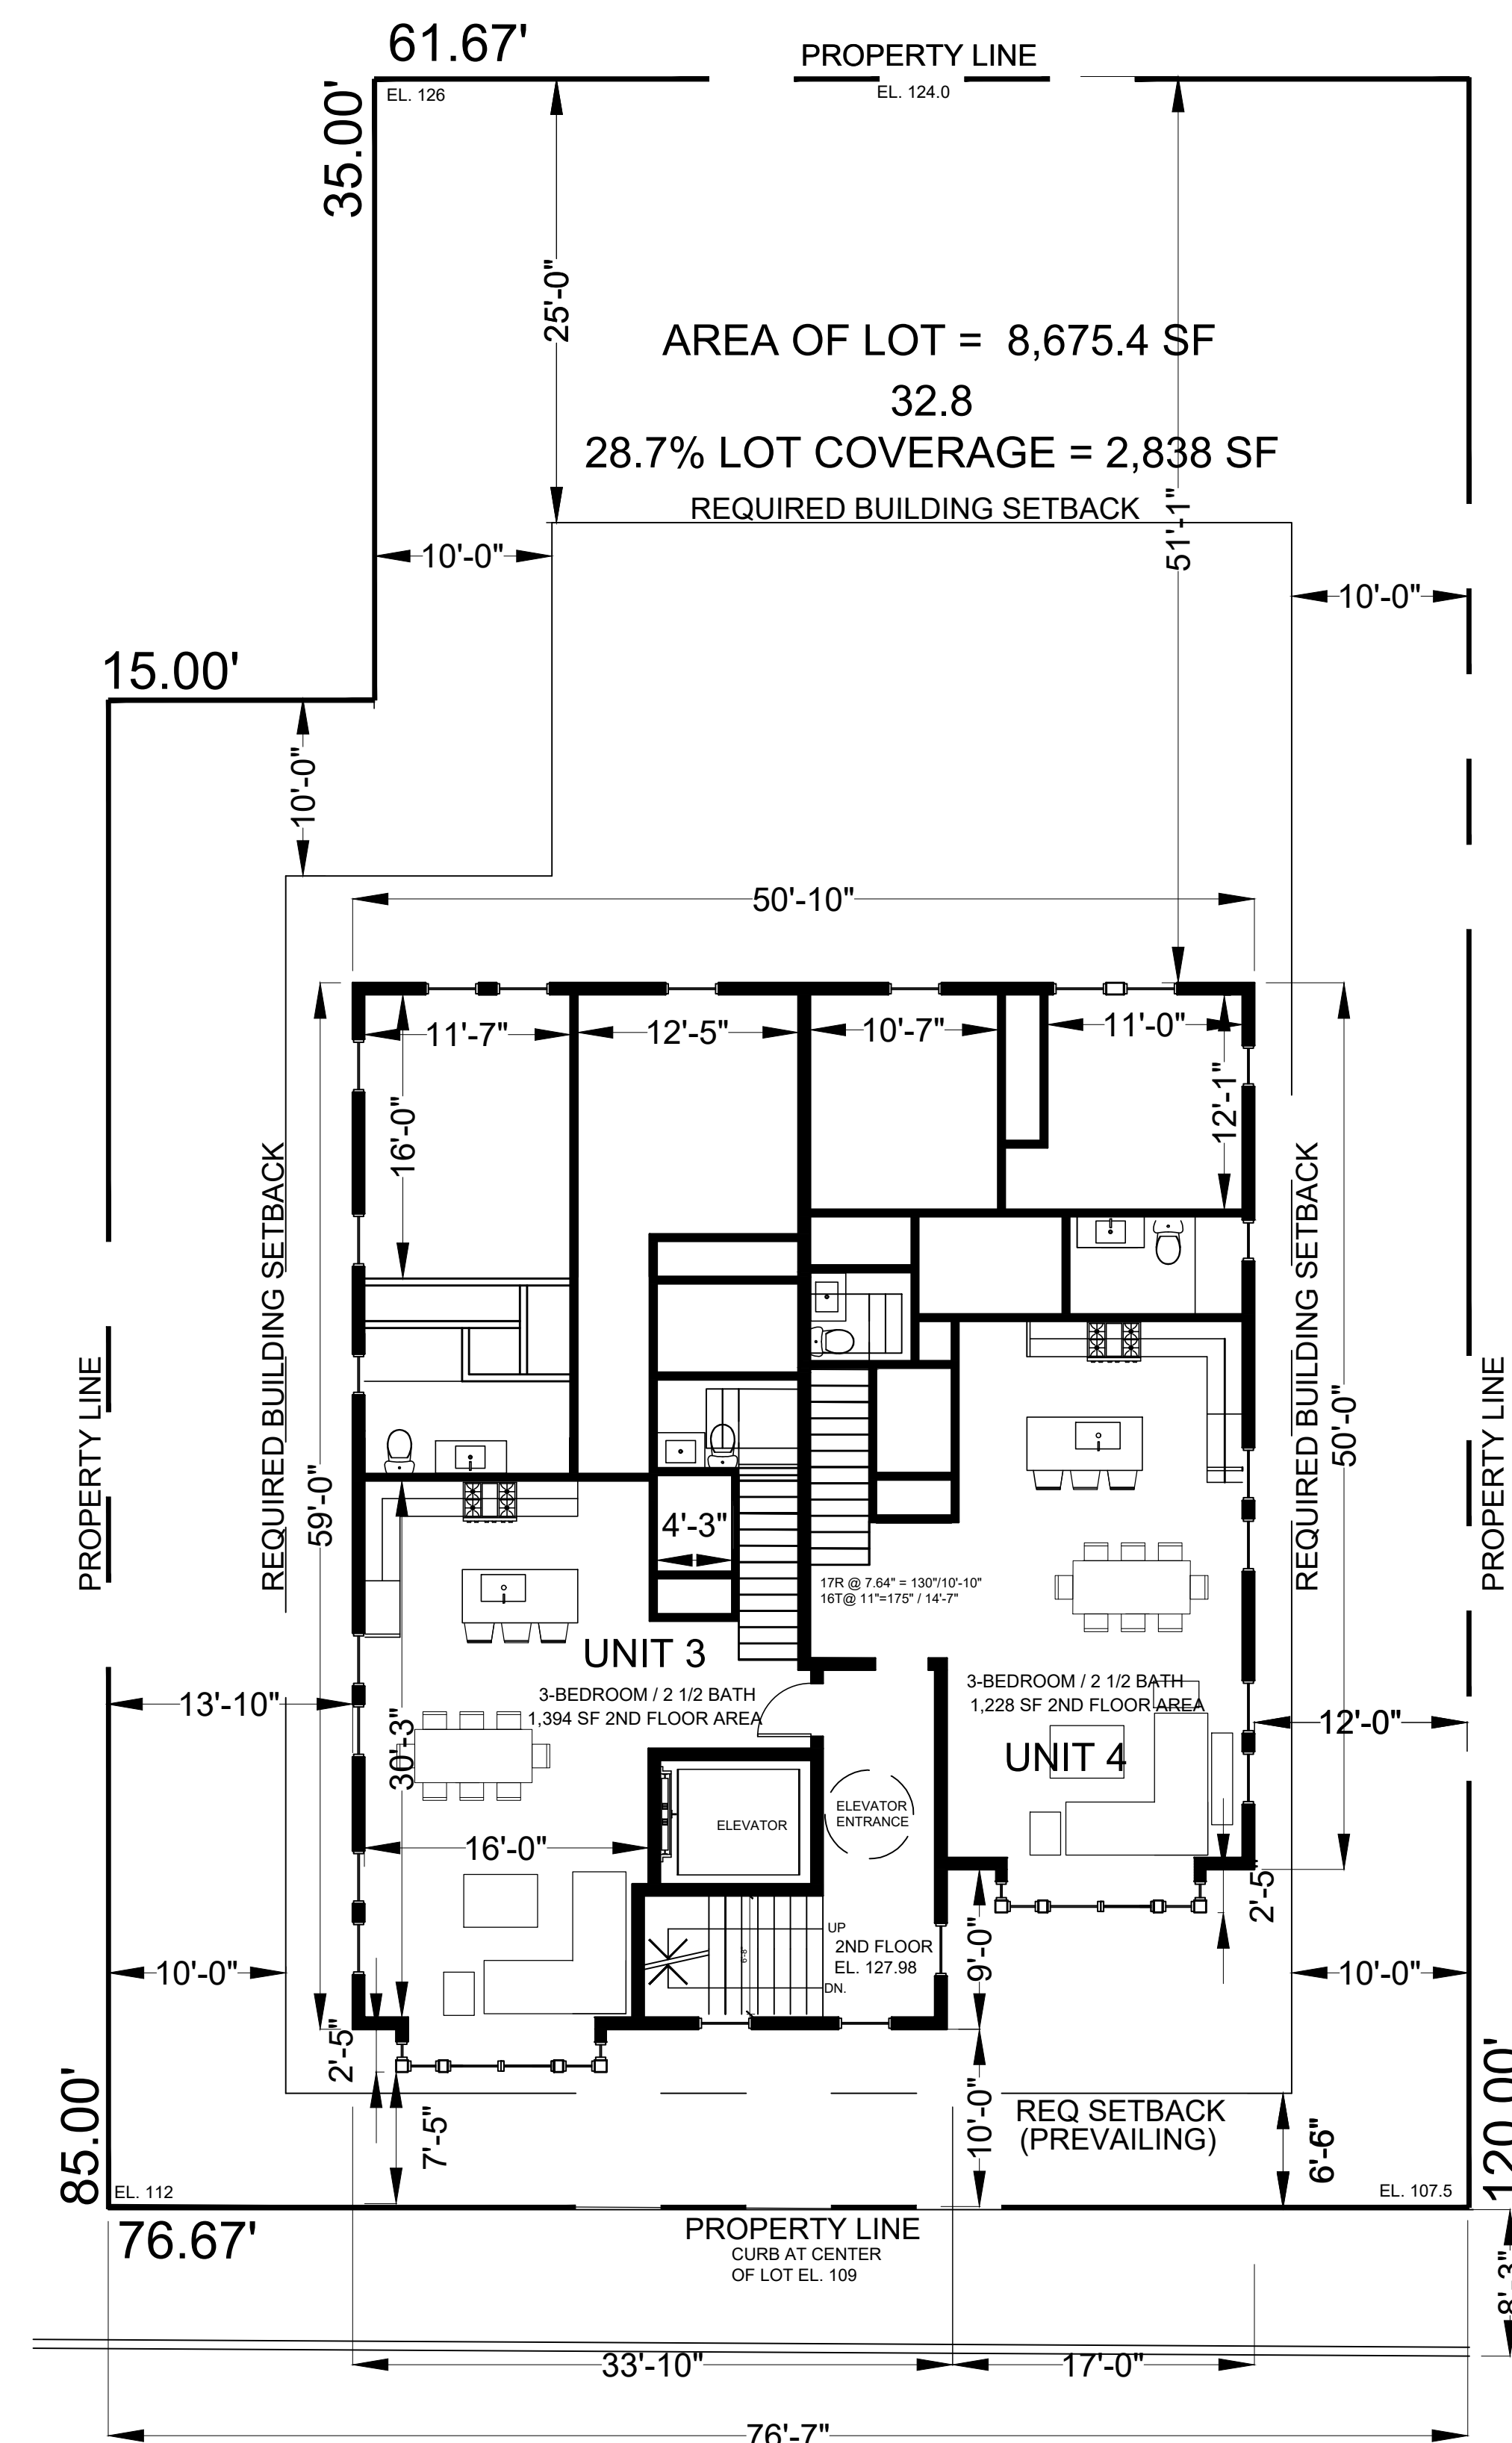 61.67'
PROPERTY LINE
EL. 126
EL. 124.0
35.00'
25'-0"
AREA OF LOT = 8,675.4 SF
32.8
28.7% LOT COVERAGE = 2,838 SF
REQUIRED BUILDING SETBACK
51'-1"
10'-0"
10'-0"
15.00'
10'-0"
50'-10"
11'-7"
12'-5"
10'-7"
11'-0"
16'-0"
12'-1"
REQUIRED BUILDING SETBACK
REQUIRED BUILDING SETBACK
PROPERTY LINE
PROPERTY LINE
59'-0"
50'-0"
4'-3"
17R @ 7.64" = 130"/10'-10"
16T@ 11"=175" / 14'-7"
UNIT 3
3-BEDROOM / 2 1/2 BATH
1,394 SF 2ND FLOOR AREA
3-BEDROOM / 2 1/2 BATH
1,228 SF 2ND FLOOR AREA
UNIT 4
13'-10"
12'-0"
30'-3"
ELEVATOR
ELEVATOR
ENTRANCE
16'-0"
2'-5"
UP
2ND FLOOR
EL. 127.98
DN.
6'-8"
9'-0"
10'-0"
10'-0"
2'-5"
7'-5"
10'-0"
REQ SETBACK
(PREVAILING)
6'-6"
85.00'
120.00'
EL. 112
EL. 107.5
76.67'
PROPERTY LINE
CURB AT CENTER
OF LOT EL. 109
8'-3"
33'-10"
17'-0"
76'-7"